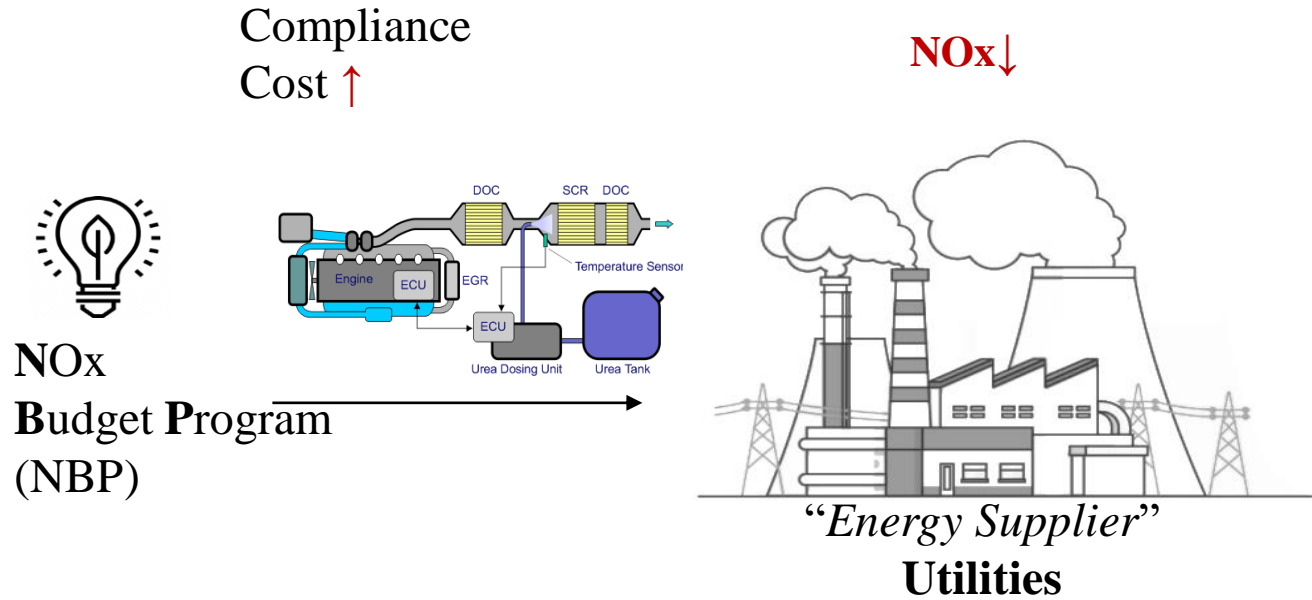 Compliance
Cost ↑
NOx↓
DOC
SCR
DOC
Temperature Sensor
Engine
ECU
EGR
ECU
Urea Dosing Unit
Urea Tank
NOx
Budget Program
(NBP)
“Energy Supplier”
Utilities